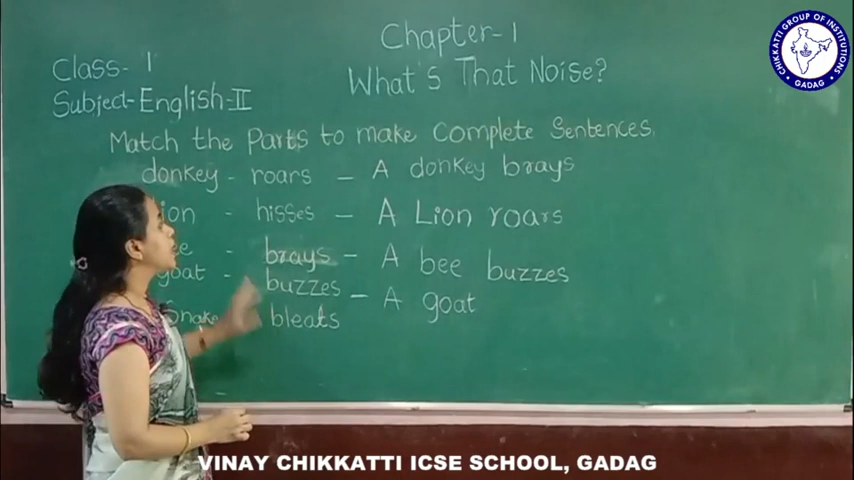 Chapter-1
Class- 1
What's That Noise?
Subject-English-II
Match the Parts to make Complete Sentences.
donkey - roars - A donkey brays
ion - hisses - A Lion roars
e - brays - A bee buzzes
goat - buzzes - A goat
Snake bleats
CHIKKATTI GROUP OF INSTITUTIONS
GADAG
VINAY CHIKKATTI ICSE SCHOOL, GADAG